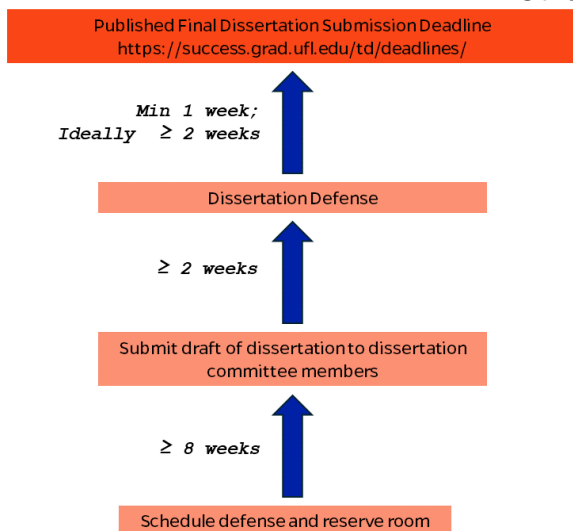 Published Final Dissertation Submission Deadline
https://success.grad.ufl.edu/td/deadlines/
Min 1 week;
Ideally ≥ 2 weeks
Dissertation Defense
≥ 2 weeks
Submit draft of dissertation to dissertation
committee members
≥ 8 weeks
Schedule defense and reserve room